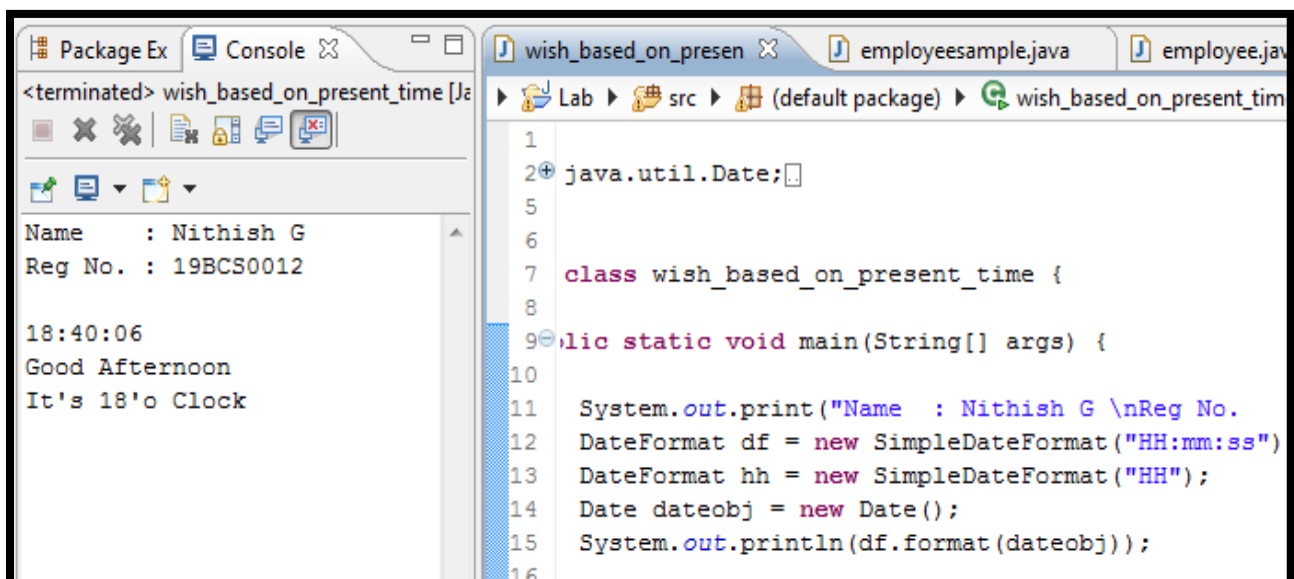 Package Ex Console
<terminated> wish_based_on_present_time [Ja
Name : Nithish G
Reg No. : 19BCS0012
18:40:06
Good Afternoon
It's 18'o Clock
wish_based_on_presen employeesample.java employee.jav
Lab src (default package) wish_based_on_present_tim
1
2 java.util.Date;
5
6
7 class wish_based_on_present_time {
8
9 lic static void main(String[] args) {
10
11 System.out.print("Name : Nithish G \nReg No.
12 DateFormat df = new SimpleDateFormat("HH:mm:ss")
13 DateFormat hh = new SimpleDateFormat("HH");
14 Date dateobj = new Date();
15 System.out.println(df.format(dateobj));
16